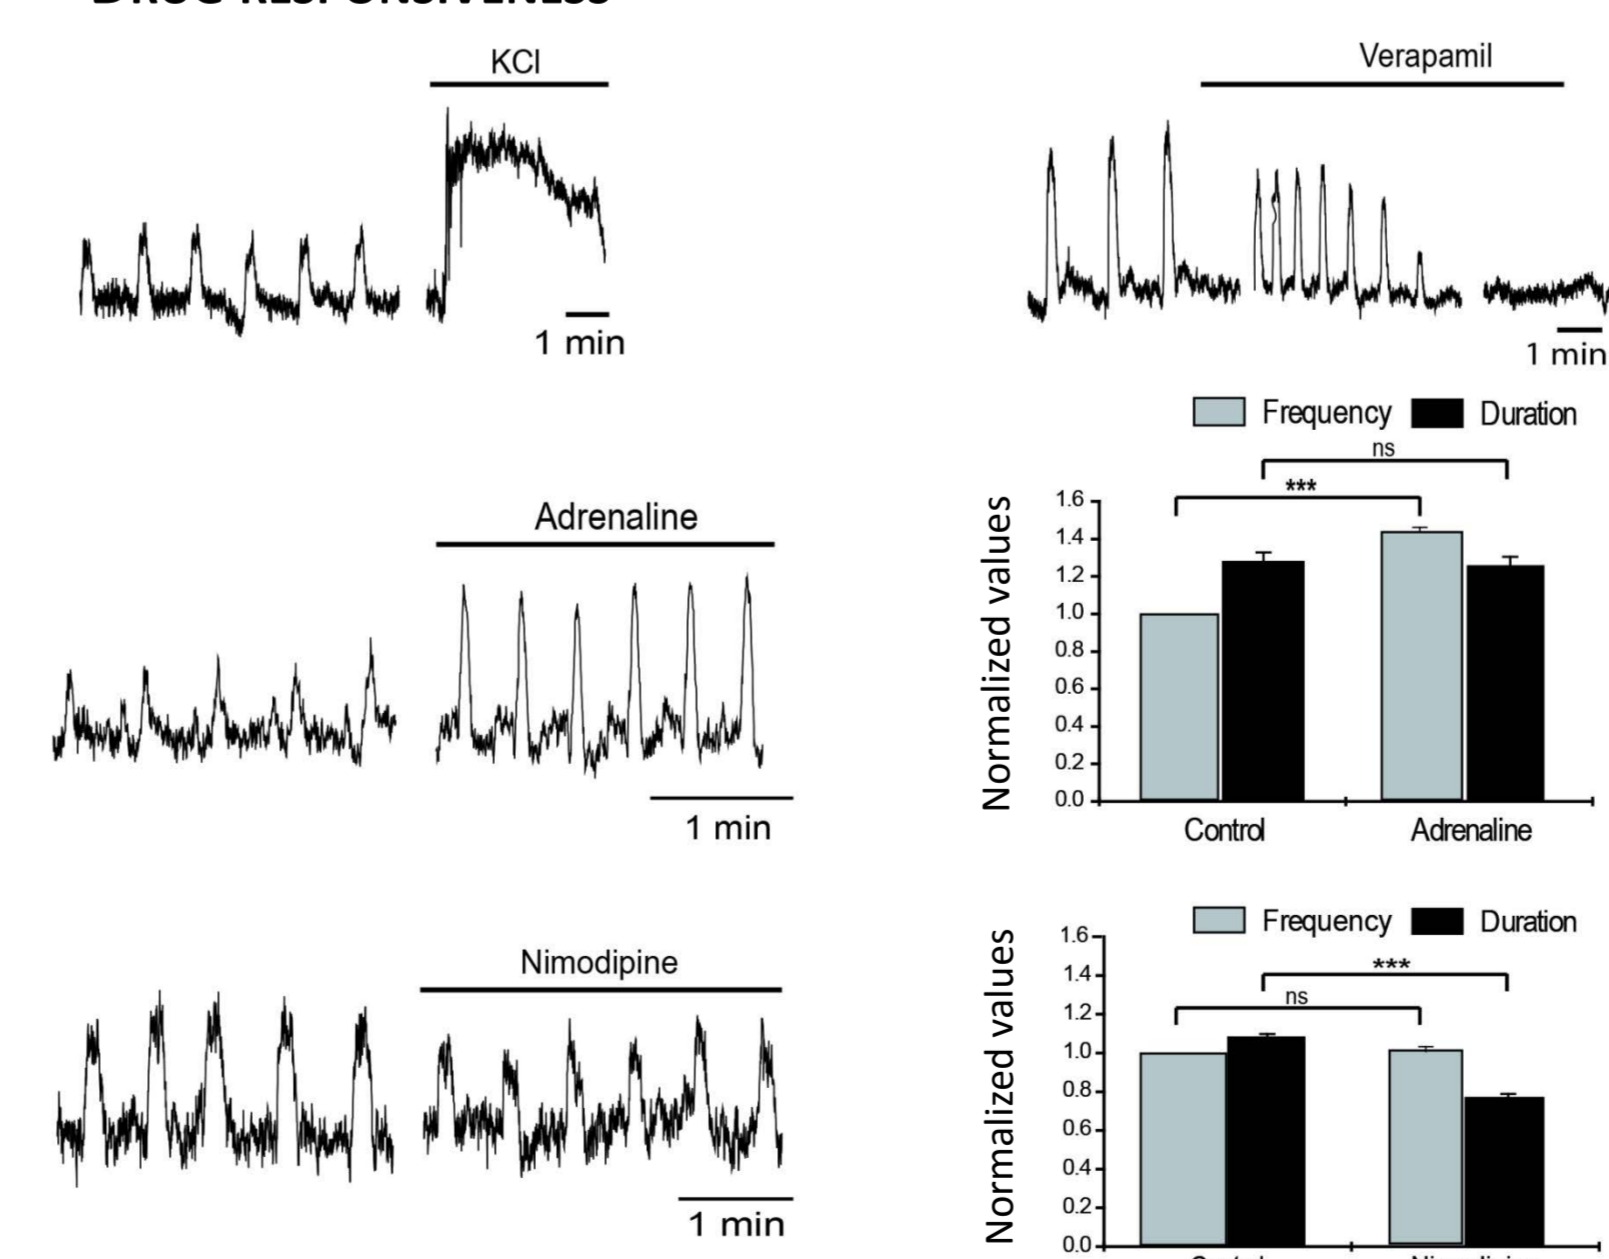 DRUG RESPONSIVENESS
KCl
1 min
Verapamil
1 min
Adrenaline
1 min
Frequency Duration
ns
***
Normalized values
1.6
1.4
1.2
1.0
0.8
0.6
0.4
0.2
0.0
Control Adrenaline
Nimodipine
1 min
Frequency Duration
***
ns
Normalized values
1.6
1.4
1.2
1.0
0.8
0.6
0.4
0.2
0.0